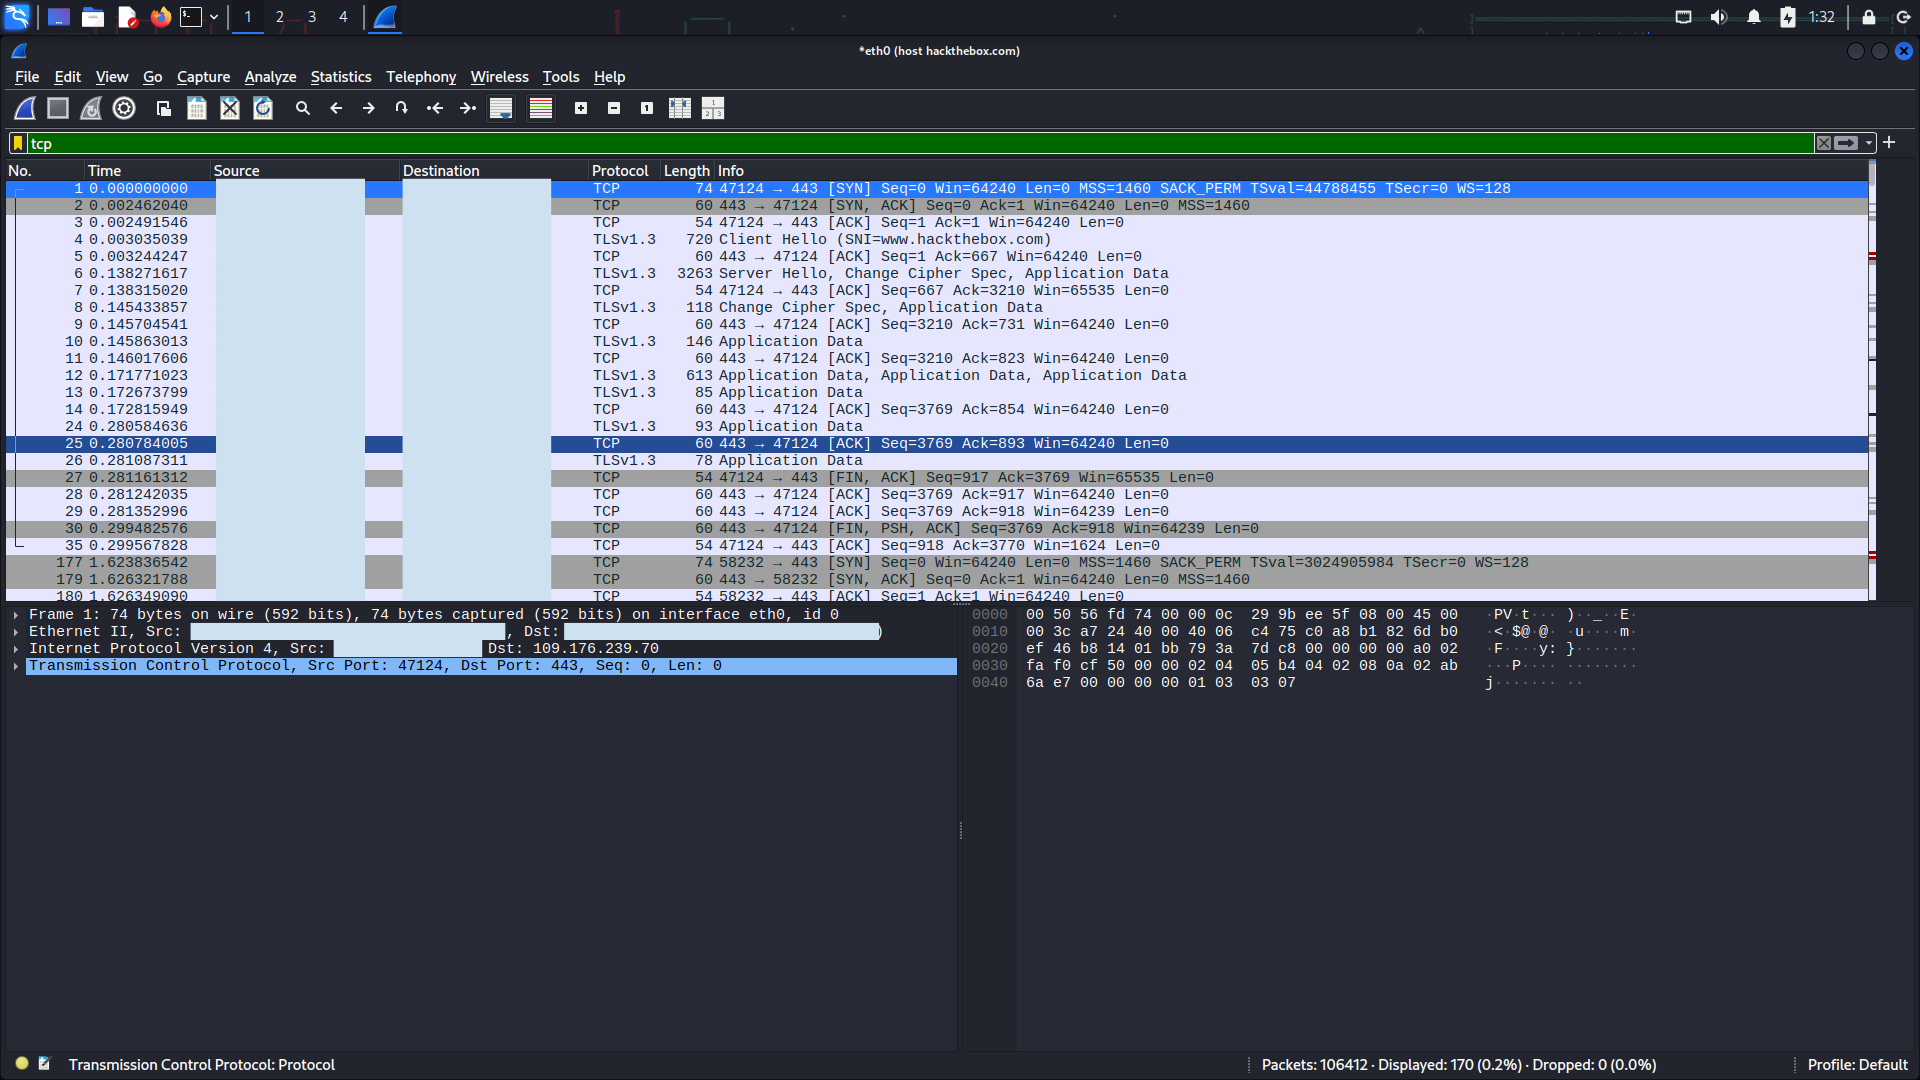 1 2 3 4 1:32
*eth0 (host hackthebox.com)
File Edit View Go Capture Analyze Statistics Telephony Wireless Tools Help
tcp
No. Time Source Destination Protocol Length Info
1 0.000000000 TCP 74 47124 → 443 [SYN] Seq=0 Win=64240 Len=0 MSS=1460 SACK_PERM TSval=44788455 TSecr=0 WS=128
2 0.002462040 TCP 60 443 → 47124 [SYN, ACK] Seq=0 Ack=1 Win=64240 Len=0 MSS=1460
3 0.002491546 TCP 54 47124 → 443 [ACK] Seq=1 Ack=1 Win=64240 Len=0
4 0.003035039 TLSv1.3 720 Client Hello (SNI=www.hackthebox.com)
5 0.003244247 TCP 60 443 → 47124 [ACK] Seq=1 Ack=667 Win=64240 Len=0
6 0.138271617 TLSv1.3 3263 Server Hello, Change Cipher Spec, Application Data
7 0.138315020 TCP 54 47124 → 443 [ACK] Seq=667 Ack=3210 Win=65535 Len=0
8 0.145433857 TLSv1.3 118 Change Cipher Spec, Application Data
9 0.145704541 TCP 60 443 → 47124 [ACK] Seq=3210 Ack=731 Win=64240 Len=0
10 0.145863013 TLSv1.3 146 Application Data
11 0.146017606 TCP 60 443 → 47124 [ACK] Seq=3210 Ack=823 Win=64240 Len=0
12 0.171771023 TLSv1.3 613 Application Data, Application Data, Application Data
13 0.172673799 TLSv1.3 85 Application Data
14 0.172815949 TCP 60 443 → 47124 [ACK] Seq=3769 Ack=854 Win=64240 Len=0
24 0.280584636 TLSv1.3 93 Application Data
25 0.280784005 TCP 60 443 → 47124 [ACK] Seq=3769 Ack=893 Win=64240 Len=0
26 0.281087311 TLSv1.3 78 Application Data
27 0.281161312 TCP 54 47124 → 443 [FIN, ACK] Seq=917 Ack=3769 Win=65535 Len=0
28 0.281242035 TCP 60 443 → 47124 [ACK] Seq=3769 Ack=917 Win=64240 Len=0
29 0.281352996 TCP 60 443 → 47124 [ACK] Seq=3769 Ack=918 Win=64239 Len=0
30 0.299482576 TCP 60 443 → 47124 [FIN, PSH, ACK] Seq=3769 Ack=918 Win=64239 Len=0
35 0.299567828 TCP 54 47124 → 443 [ACK] Seq=918 Ack=3770 Win=1624 Len=0
177 1.623836542 TCP 74 58232 → 443 [SYN] Seq=0 Win=64240 Len=0 MSS=1460 SACK_PERM TSval=3024905984 TSecr=0 WS=128
179 1.626321788 TCP 60 443 → 58232 [SYN, ACK] Seq=0 Ack=1 Win=64240 Len=0 MSS=1460
180 1.626349090 TCP 54 58232 → 443 [ACK] Seq=1 Ack=1 Win=64240 Len=0
Frame 1: 74 bytes on wire (592 bits), 74 bytes captured (592 bits) on interface eth0, id 0
Ethernet II, Src: , Dst: )
Internet Protocol Version 4, Src: Dst: 109.176.239.70
Transmission Control Protocol, Src Port: 47124, Dst Port: 443, Seq: 0, Len: 0
0000 00 50 56 fd 74 00 00 0c 29 9b ee 5f 08 00 45 00 ·PV·t··· )··_··E·
0010 00 3c a7 24 40 00 40 06 c4 75 c0 a8 b1 82 6d b0 ·<·$@·@· ·u····m·
0020 ef 46 b8 14 01 bb 79 3a 7d c8 00 00 00 00 a0 02 ·F····y: }·······
0030 fa f0 cf 50 00 00 02 04 05 b4 04 02 08 0a 02 ab ···P···· ········
0040 6a e7 00 00 00 00 01 03 03 07 j······· ··
Transmission Control Protocol: Protocol
Packets: 106412 · Displayed: 170 (0.2%) · Dropped: 0 (0.0%)
Profile: Default